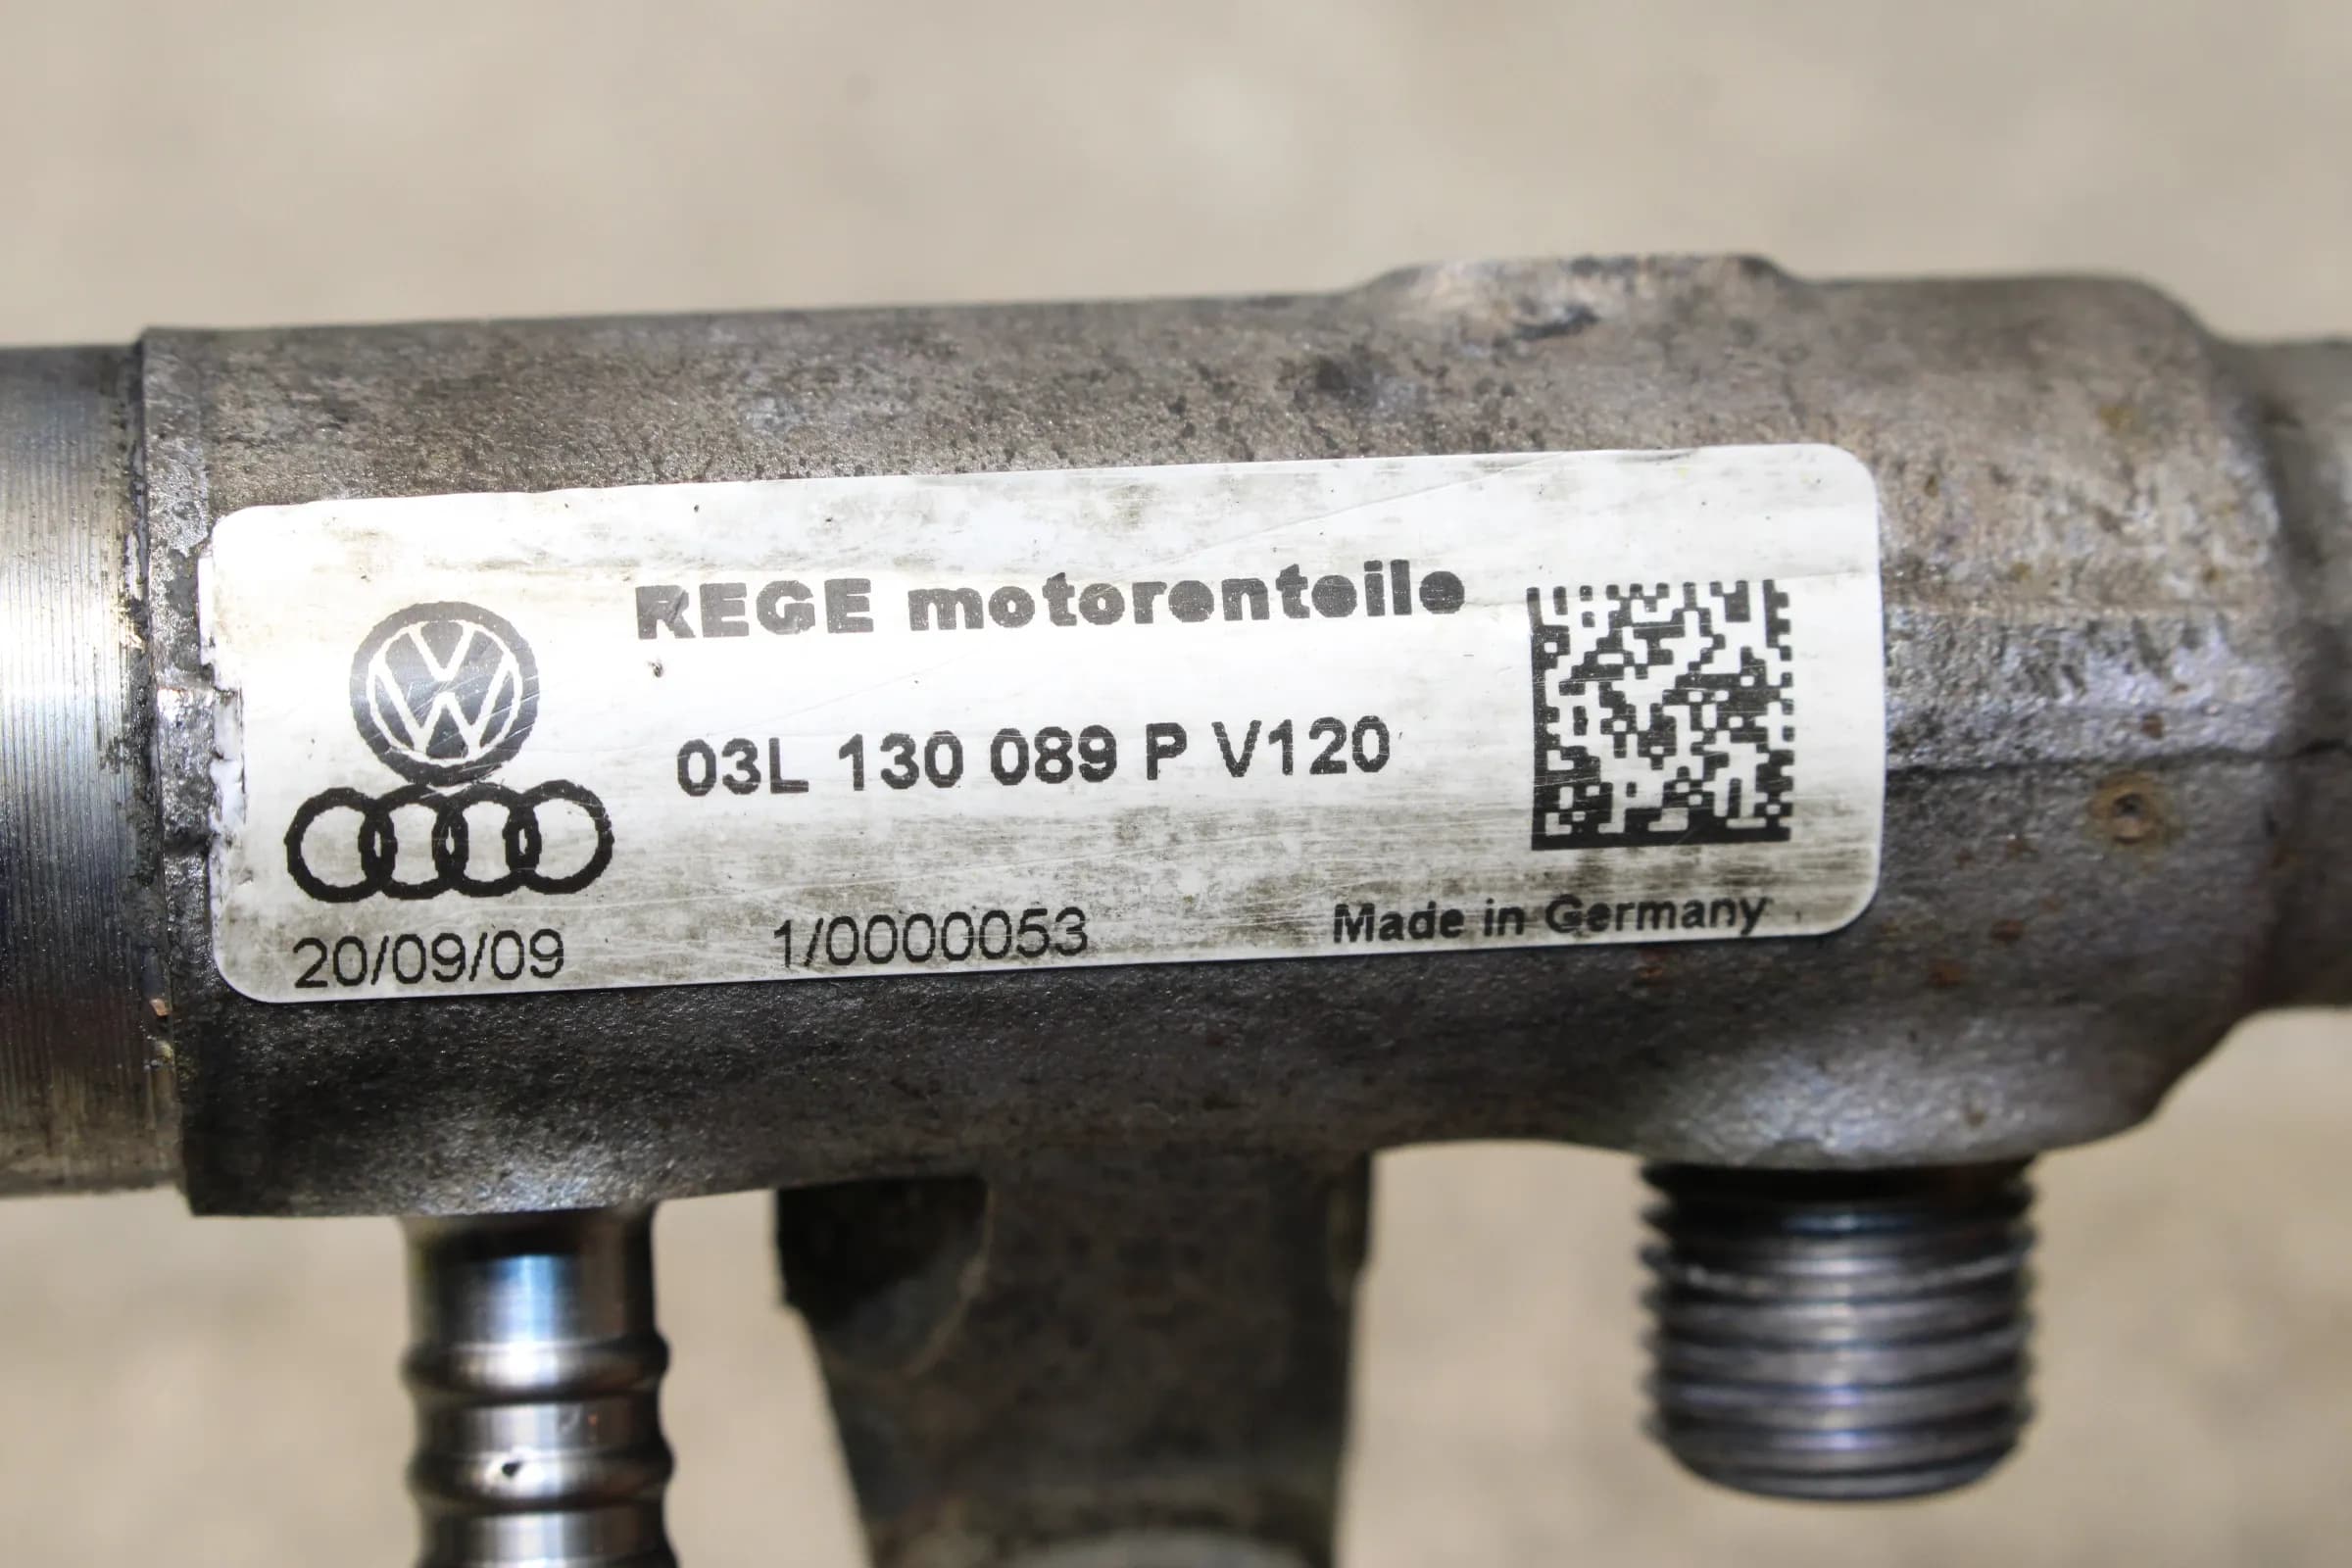 REGE motorenteile
03L 130 089 P V120
20/09/09 1/0000053 Made in Germany